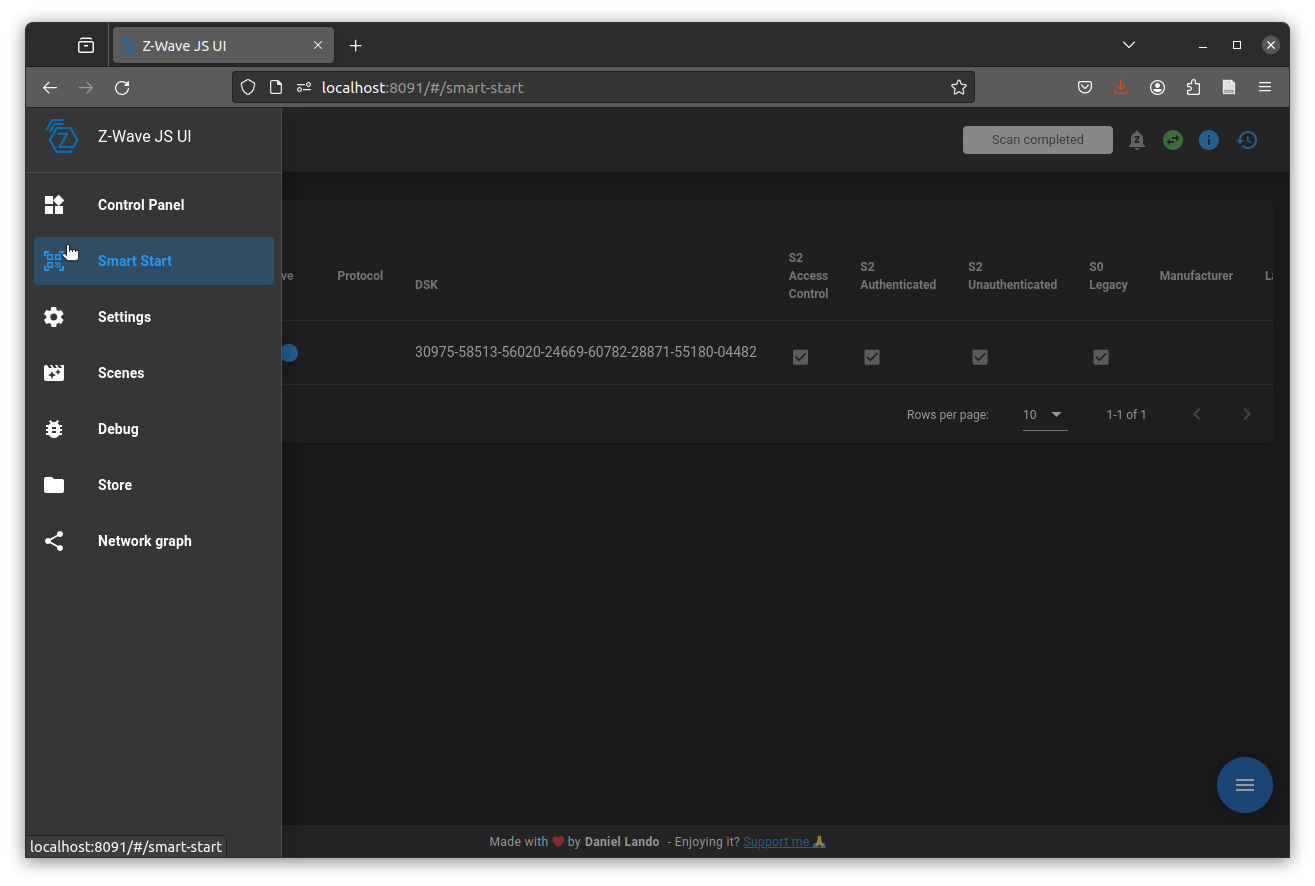 Z-Wave JS UI
localhost:8091/#/smart-start
Z-Wave JS UI
Scan completed
Control Panel
Smart Start
Settings
Scenes
Debug
Store
Network graph
ve
Protocol
DSK
S2
Access
Control
S2
Authenticated
S2
Unauthenticated
S0
Legacy
Manufacturer
La
30975-58513-56020-24669-60782-28871-55180-04482
Rows per page:
10
1-1 of 1
Made with ❤️ by Daniel Lando - Enjoying it? Support me 🙏
localhost:8091/#/smart-start